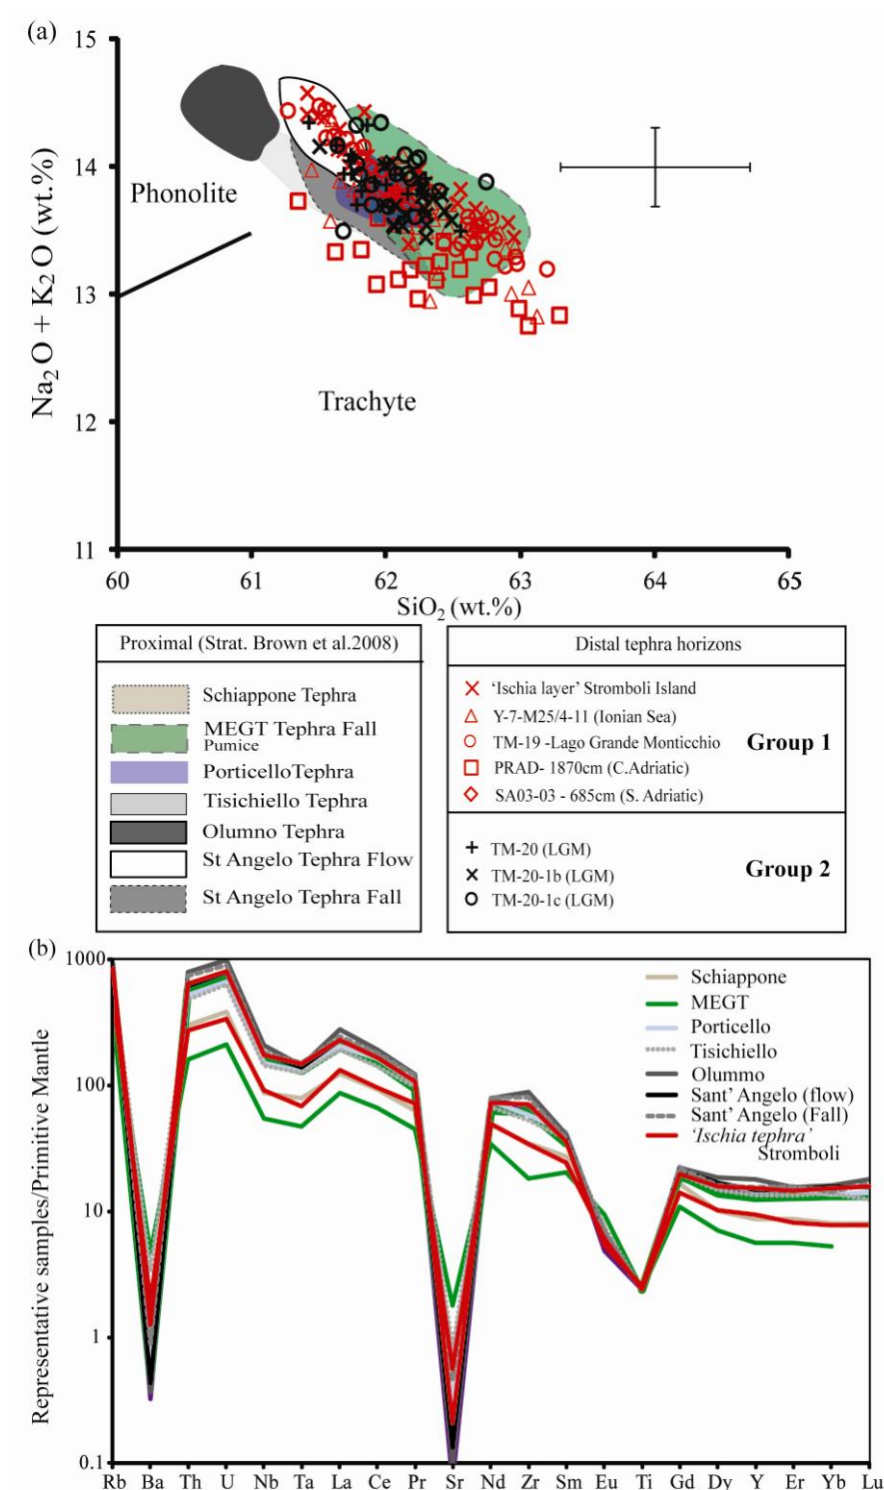 (a)
15
14
13
12
11
Na₂O + K₂O (wt.%)
Phonolite
Trachyte
60 61 62 63 64 65
SiO₂ (wt.%)
Proximal (Strat. Brown et al.2008)
Schiappone Tephra
MEGT Tephra Fall
Pumice
PorticelloTephra
Tisichiello Tephra
Olumno Tephra
St Angelo Tephra Flow
St Angelo Tephra Fall
Distal tephra horizons
'Ischia layer' Stromboli Island
Y-7-M25/4-11 (Ionian Sea)
TM-19 -Lago Grande Monticchio
Group 1
PRAD- 1870cm (C.Adriatic)
SA03-03 - 685cm (S. Adriatic)
TM-20 (LGM)
TM-20-1b (LGM)
Group 2
TM-20-1c (LGM)
(b)
1000
100
10
1
0.1
Representative samples/Primitive Mantle
Schiappone
MEGT
Porticello
Tisichiello
Olummo
Sant' Angelo (flow)
Sant' Angelo (Fall)
'Ischia tephra'
Stromboli
Rb Ba Th U Nb Ta La Ce Pr Sr Nd Zr Sm Eu Ti Gd Dy Y Er Yb Lu